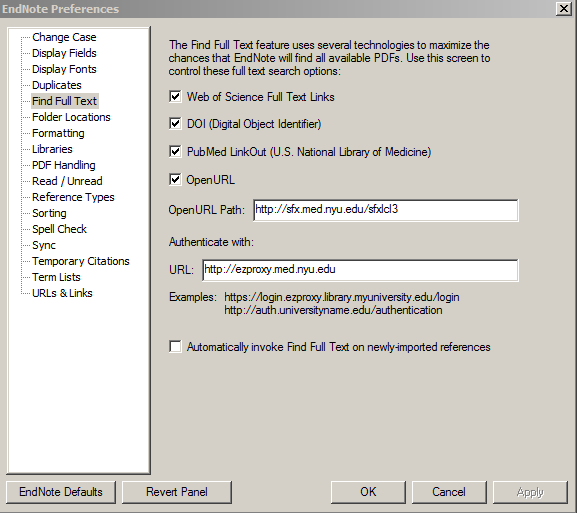 EndNote Preferences
Change Case
Display Fields
Display Fonts
Duplicates
Find Full Text
Folder Locations
Formatting
Libraries
PDF Handling
Read / Unread
Reference Types
Sorting
Spell Check
Sync
Temporary Citations
Term Lists
URLs & Links
The Find Full Text feature uses several technologies to maximize the
chances that EndNote will find all available PDFs. Use this screen to
control these full text search options:
Web of Science Full Text Links
DOI (Digital Object Identifier)
PubMed LinkOut (U.S. National Library of Medicine)
OpenURL
OpenURL Path: http://sfx.med.nyu.edu/sfxlcl3
Authenticate with:
URL: http://ezproxy.med.nyu.edu
Examples: https://login.ezproxy.library.myuniversity.edu/login
http://auth.universityname.edu/authentication
Automatically invoke Find Full Text on newly-imported references
EndNote Defaults Revert Panel OK Cancel Apply